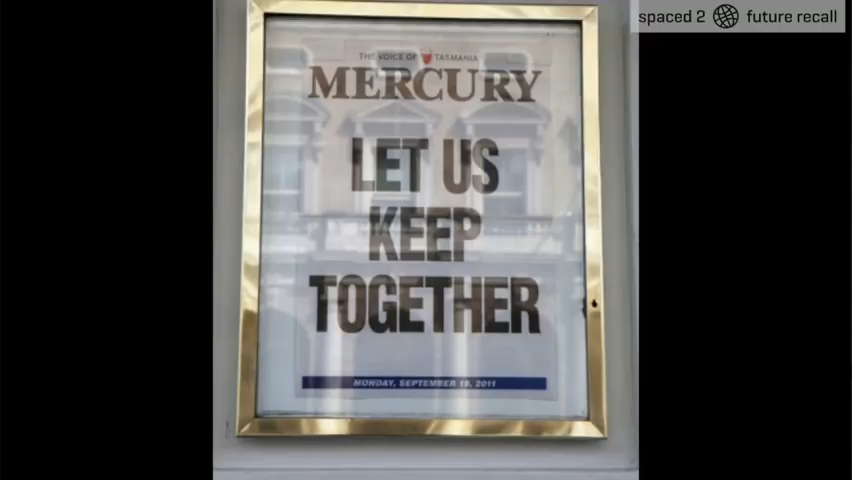 spaced 2 future recall
THE VOICE OF TASMANIA
MERCURY
LET US
KEEP
TOGETHER
MONDAY, SEPTEMBER 19, 2011